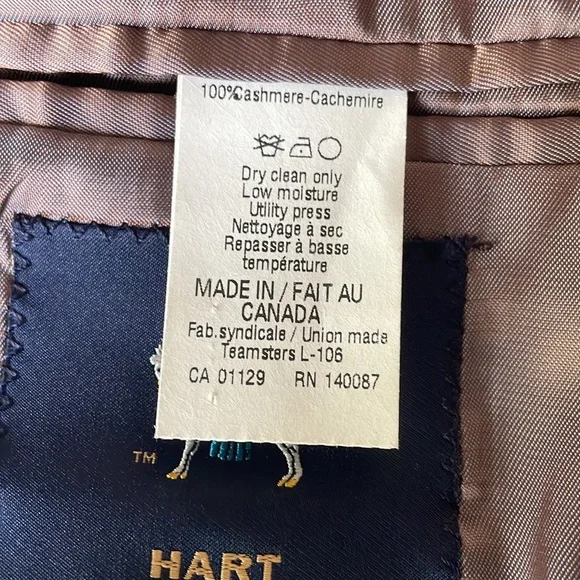 100%Cashmere-Cachemire
Dry clean only
Low moisture
Utility press
Nettoyage à sec
Repasser à basse
température
MADE IN / FAIT AU
CANADA
Fab.syndicale / Union made
Teamsters L-106
CA 01129 RN 140087
TM
HART